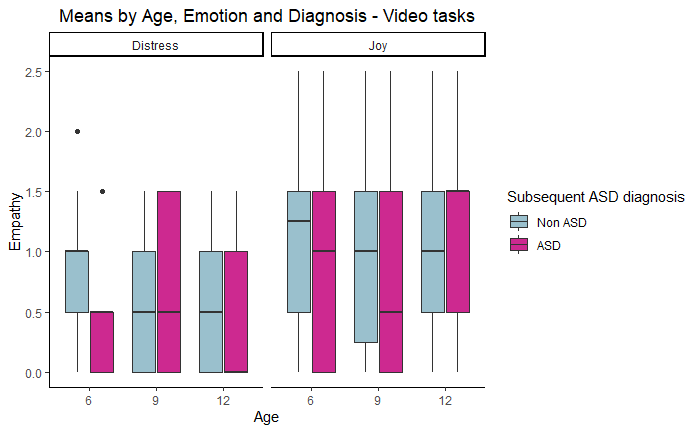 Means by Age, Emotion and Diagnosis - Video tasks
Distress
Joy
Empathy
2.5
2.0
1.5
1.0
0.5
0.0
6
9
12
6
9
12
Age
Subsequent ASD diagnosis
Non ASD
ASD